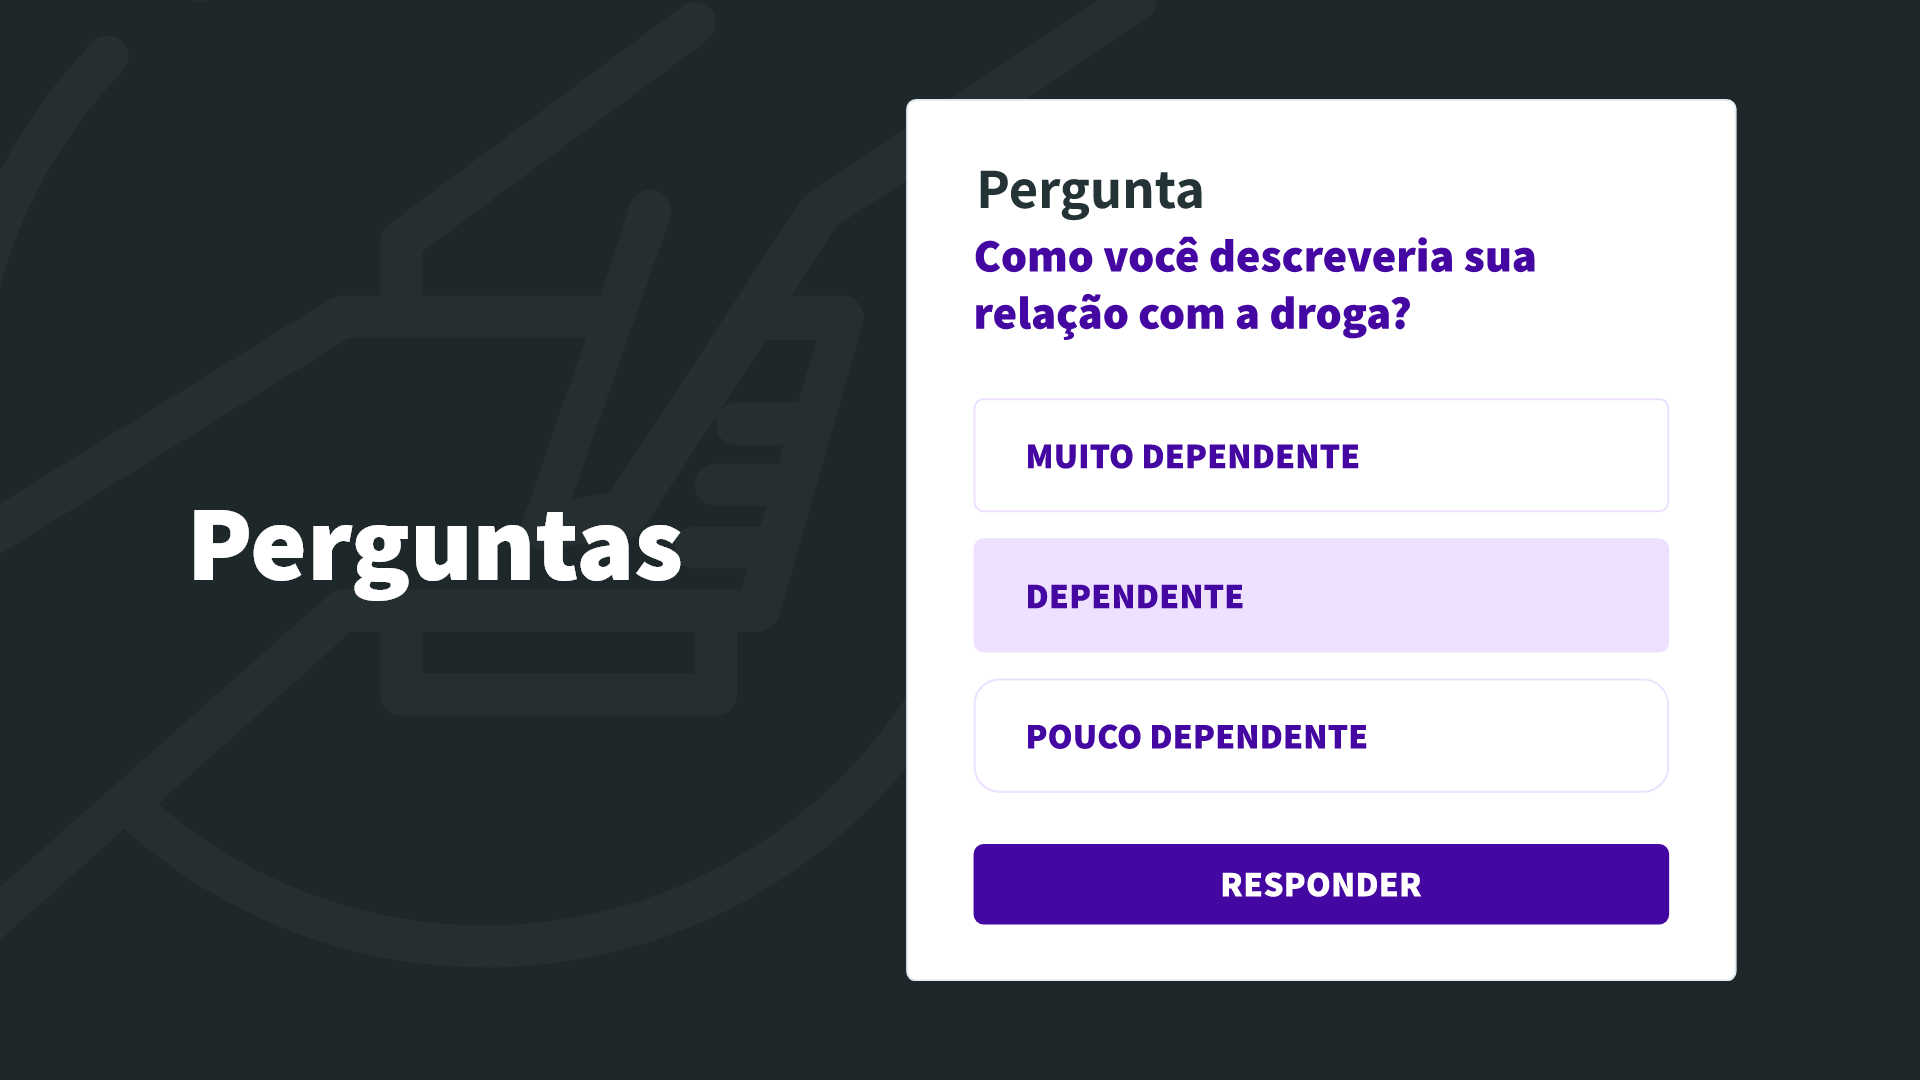 Perguntas
Pergunta
Como você descreveria sua
relação com a droga?
MUITO DEPENDENTE
DEPENDENTE
POUCO DEPENDENTE
RESPONDER